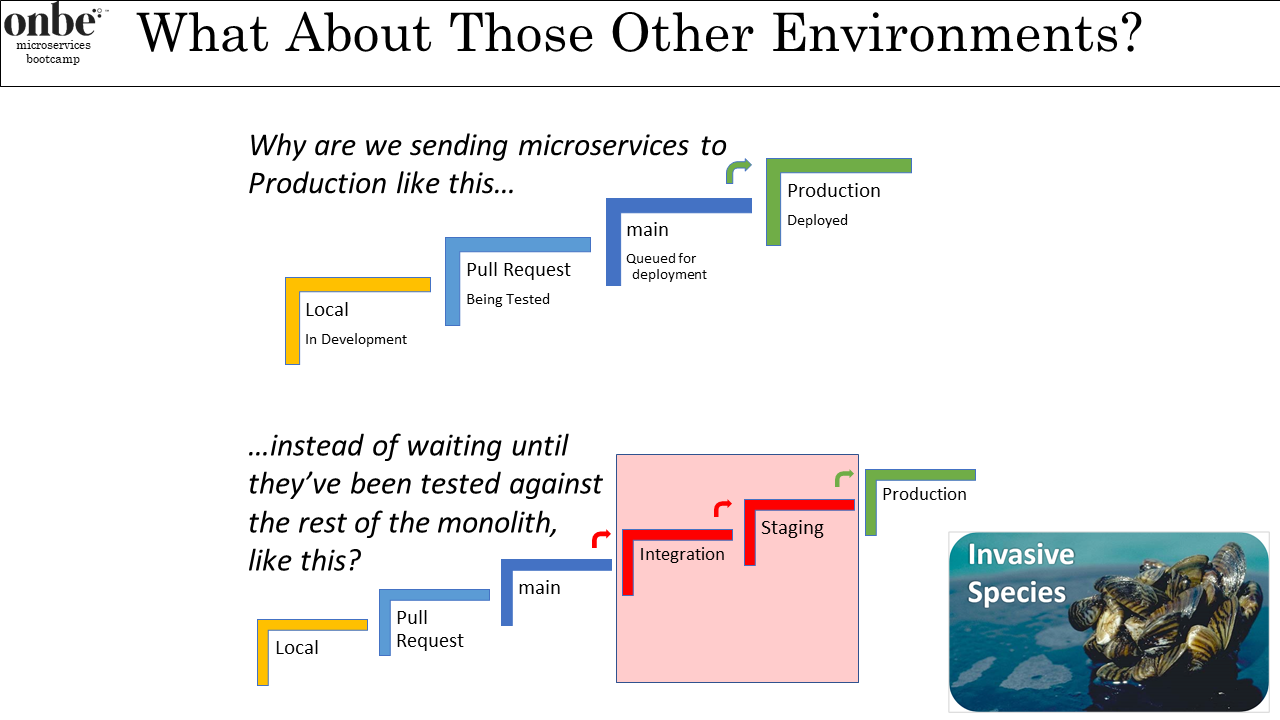 onbe
microservices
bootcamp
What About Those Other Environments?
Why are we sending microservices to
Production like this…
Production
Deployed
main
Queued for
deployment
Pull Request
Being Tested
Local
In Development
…instead of waiting until
they’ve been tested against
the rest of the monolith,
like this?
Production
Staging
Integration
main
Pull
Request
Local
Invasive
Species